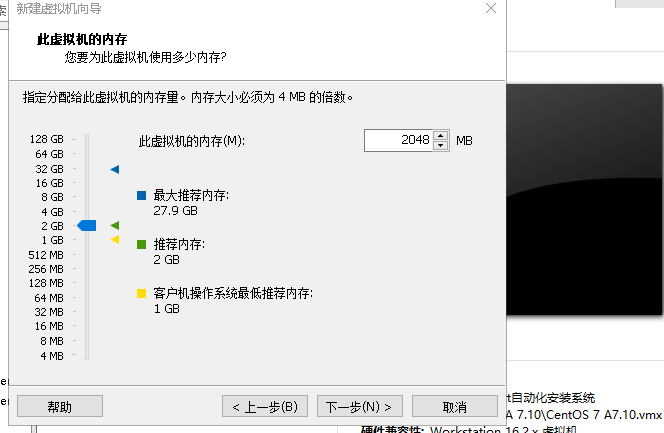 新建虚拟机向导
索
此虚拟机的内存
您要为此虚拟机使用多少内存?
指定分配给此虚拟机的内存量。内存大小必须为 4 MB 的倍数。
128 GB
64 GB
32 GB
16 GB
8 GB
4 GB
2 GB
1 GB
512 MB
256 MB
128 MB
64 MB
32 MB
16 MB
8 MB
4 MB
此虚拟机的内存(M): 2048 MB
最大推荐内存:
27.9 GB
推荐内存:
2 GB
客户机操作系统最低推荐内存:
1 GB
帮助 < 上一步(B) 下一步(N) > 取消
t自动化安装系统
A 7.10\CentOS 7 A7.10.vmx
硬件兼容性: Workstation 16.2.x 虚拟机